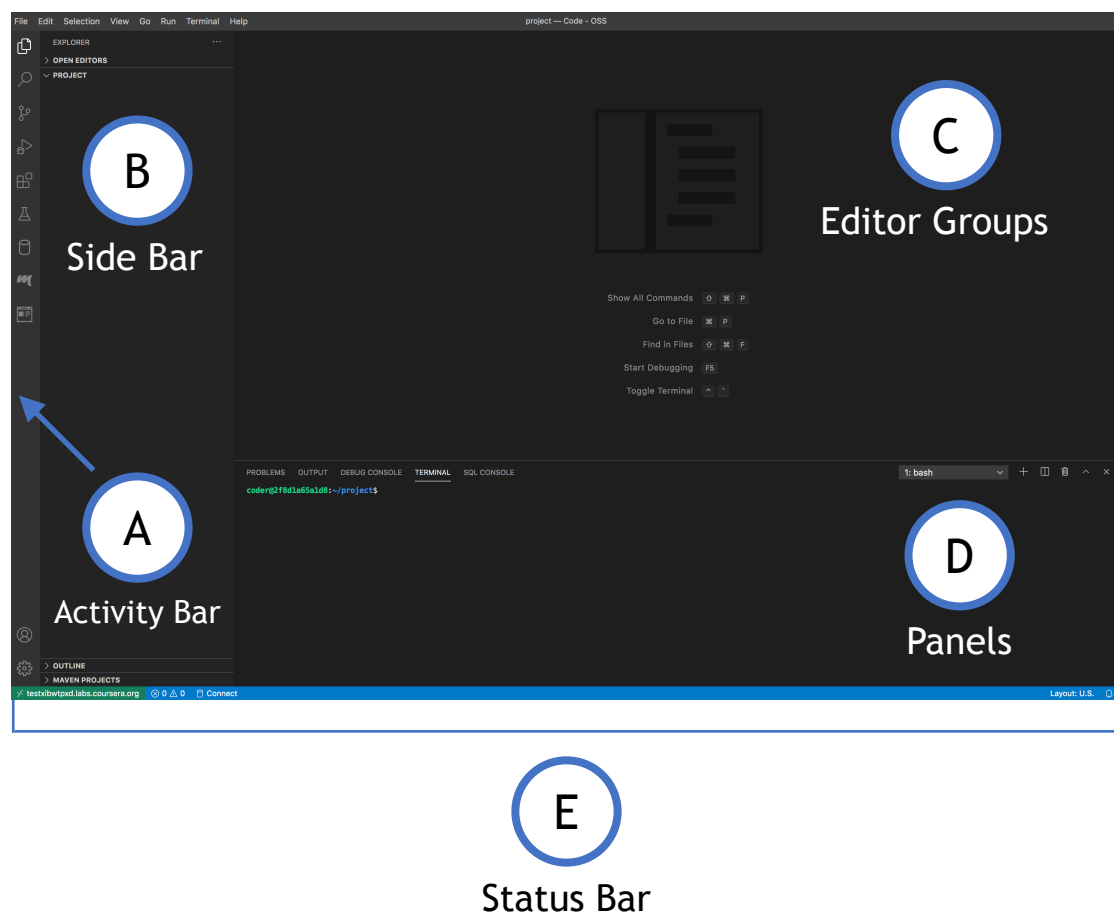 File Edit Selection View Go Run Terminal Help project — Code - OSS
EXPLORER ···
OPEN EDITORS
PROJECT
B
Side Bar
C
Editor Groups
Show All Commands ⇧ ⌘ P
Go to File ⌘ P
Find in Files ⇧ ⌘ F
Start Debugging F5
Toggle Terminal ^ `
A
Activity Bar
PROBLEMS OUTPUT DEBUG CONSOLE TERMINAL SQL CONSOLE 1: bash
coder@2f8d1a65a1d8:~/project$
D
Panels
OUTLINE
MAVEN PROJECTS
testxibwtpxd.labs.coursera.org 0 0 Connect Layout: U.S.
E
Status Bar